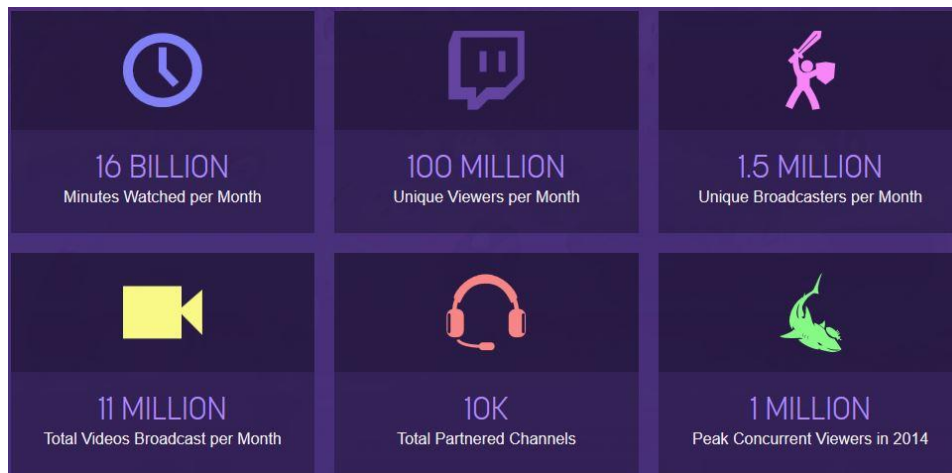 16 BILLION
Minutes Watched per Month
100 MILLION
Unique Viewers per Month
1.5 MILLION
Unique Broadcasters per Month
11 MILLION
Total Videos Broadcast per Month
10K
Total Partnered Channels
1 MILLION
Peak Concurrent Viewers in 2014